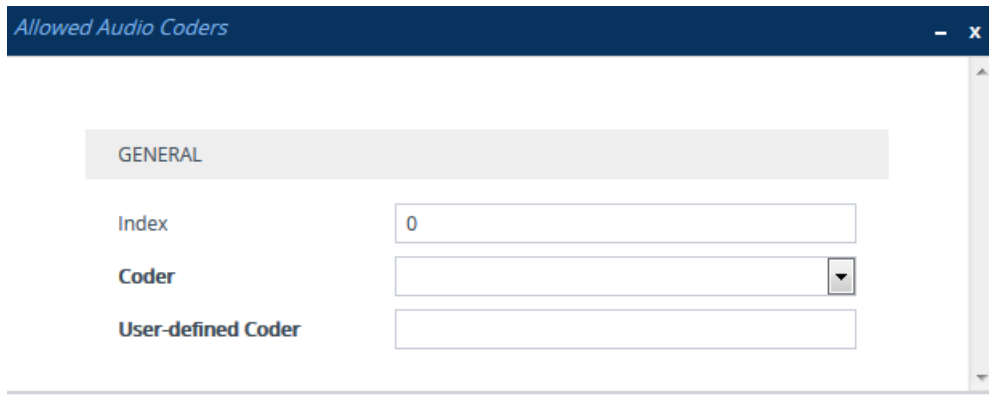 Allowed Audio Coders
– x
GENERAL
Index 0
Coder
User-defined Coder